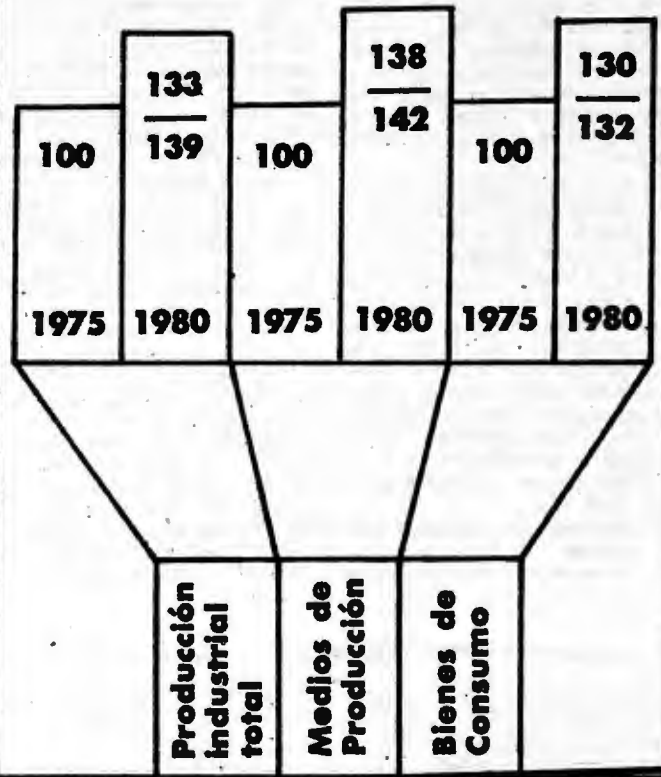 100
1975
133
139
1980
100
1975
138
142
1980
100
1975
130
132
1980
Producción
industrial
total
Medios de
Producción
Bienes de
Consumo